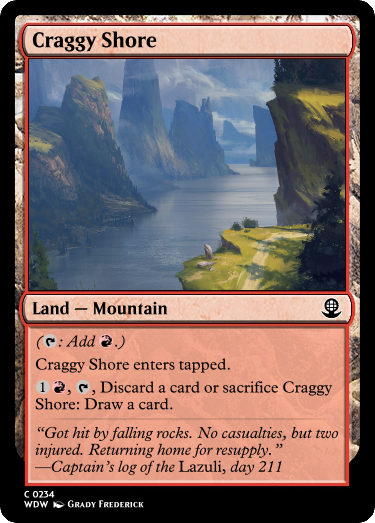 Craggy Shore
Land — Mountain
(T: Add R.)
Craggy Shore enters tapped.
1 R, T, Discard a card or sacrifice Craggy
Shore: Draw a card.
“Got hit by falling rocks. No casualties, but two
injured. Returning home for resupply.”
—Captain’s log of the Lazuli, day 211
C 0234
WDW Grady Frederick